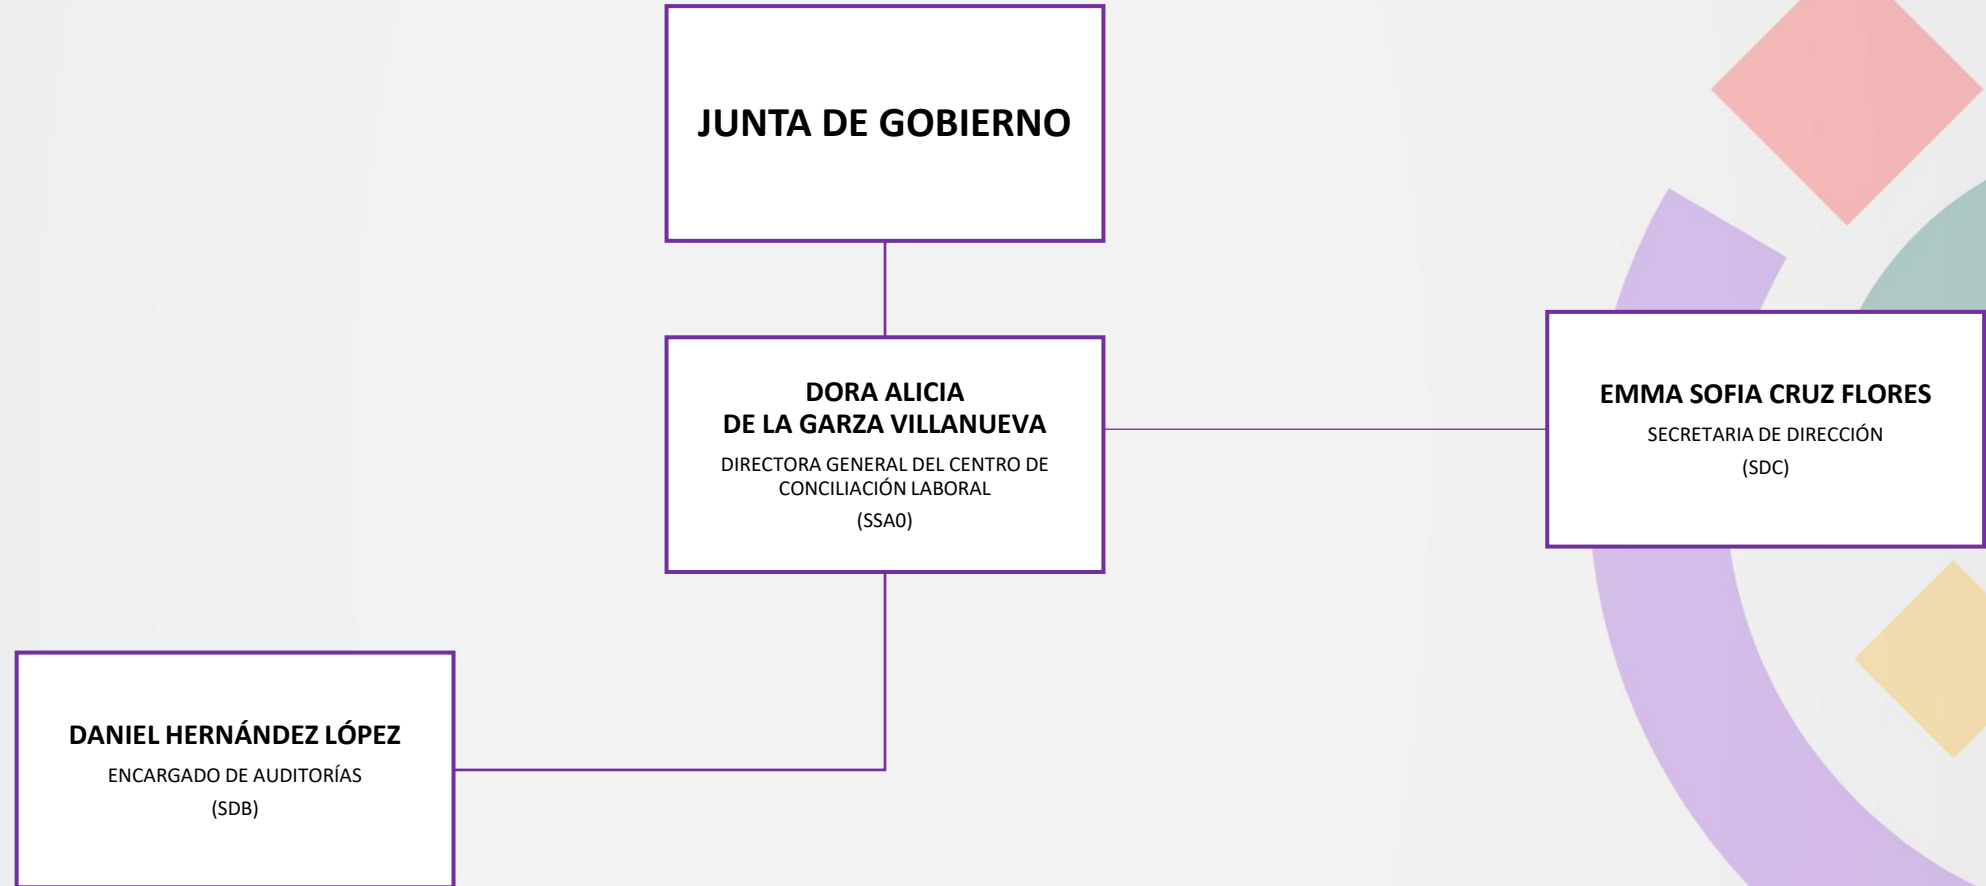 JUNTA DE GOBIERNO
DORA ALICIA
DE LA GARZA VILLANUEVA
DIRECTORA GENERAL DEL CENTRO DE
CONCILIACIÓN LABORAL
(SSA0)
EMMA SOFIA CRUZ FLORES
SECRETARIA DE DIRECCIÓN
(SDC)
DANIEL HERNÁNDEZ LÓPEZ
ENCARGADO DE AUDITORÍAS
(SDB)